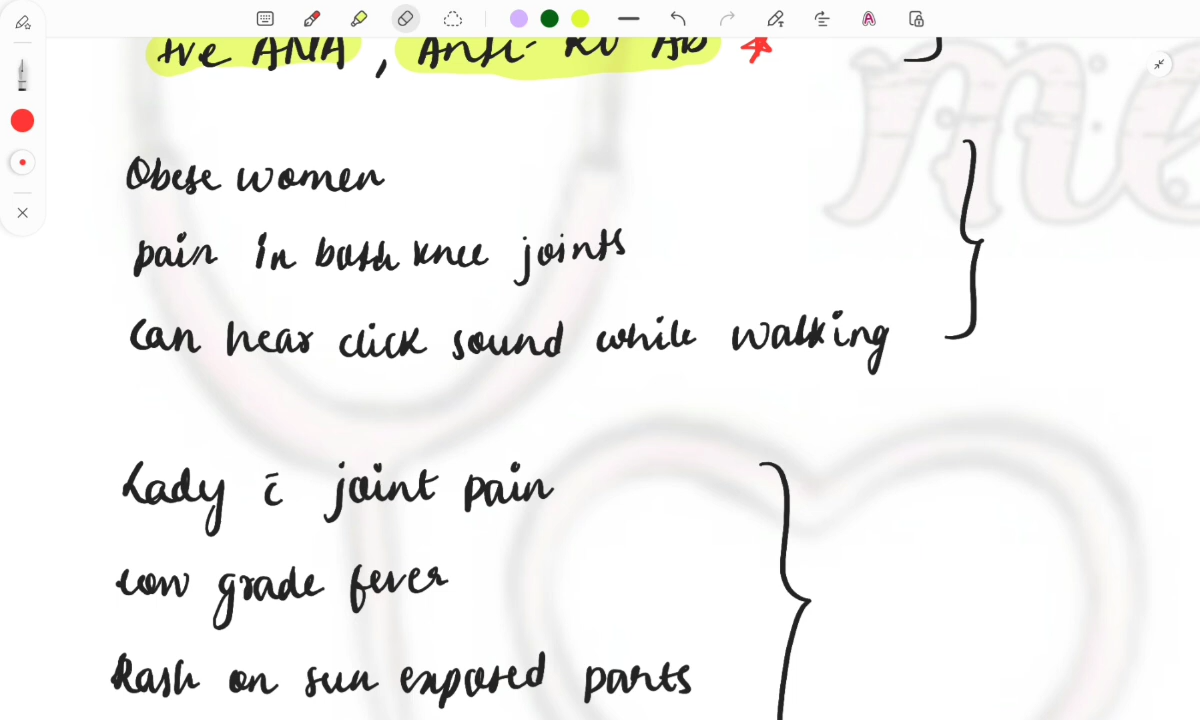 +ve ANA, Anti-Ro Ab
Obese women
pain in both knee joints
can hear click sound while walking
Lady c̄ joint pain
low grade fever
Rash on sun exposed parts
me